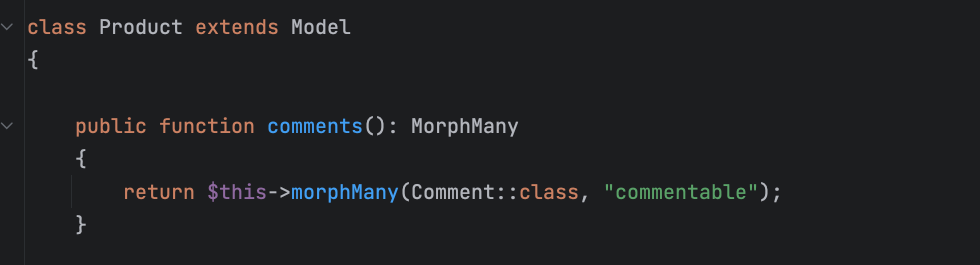 class Product extends Model
{
public function comments(): MorphMany
{
return $this->morphMany(Comment::class, "commentable");
}